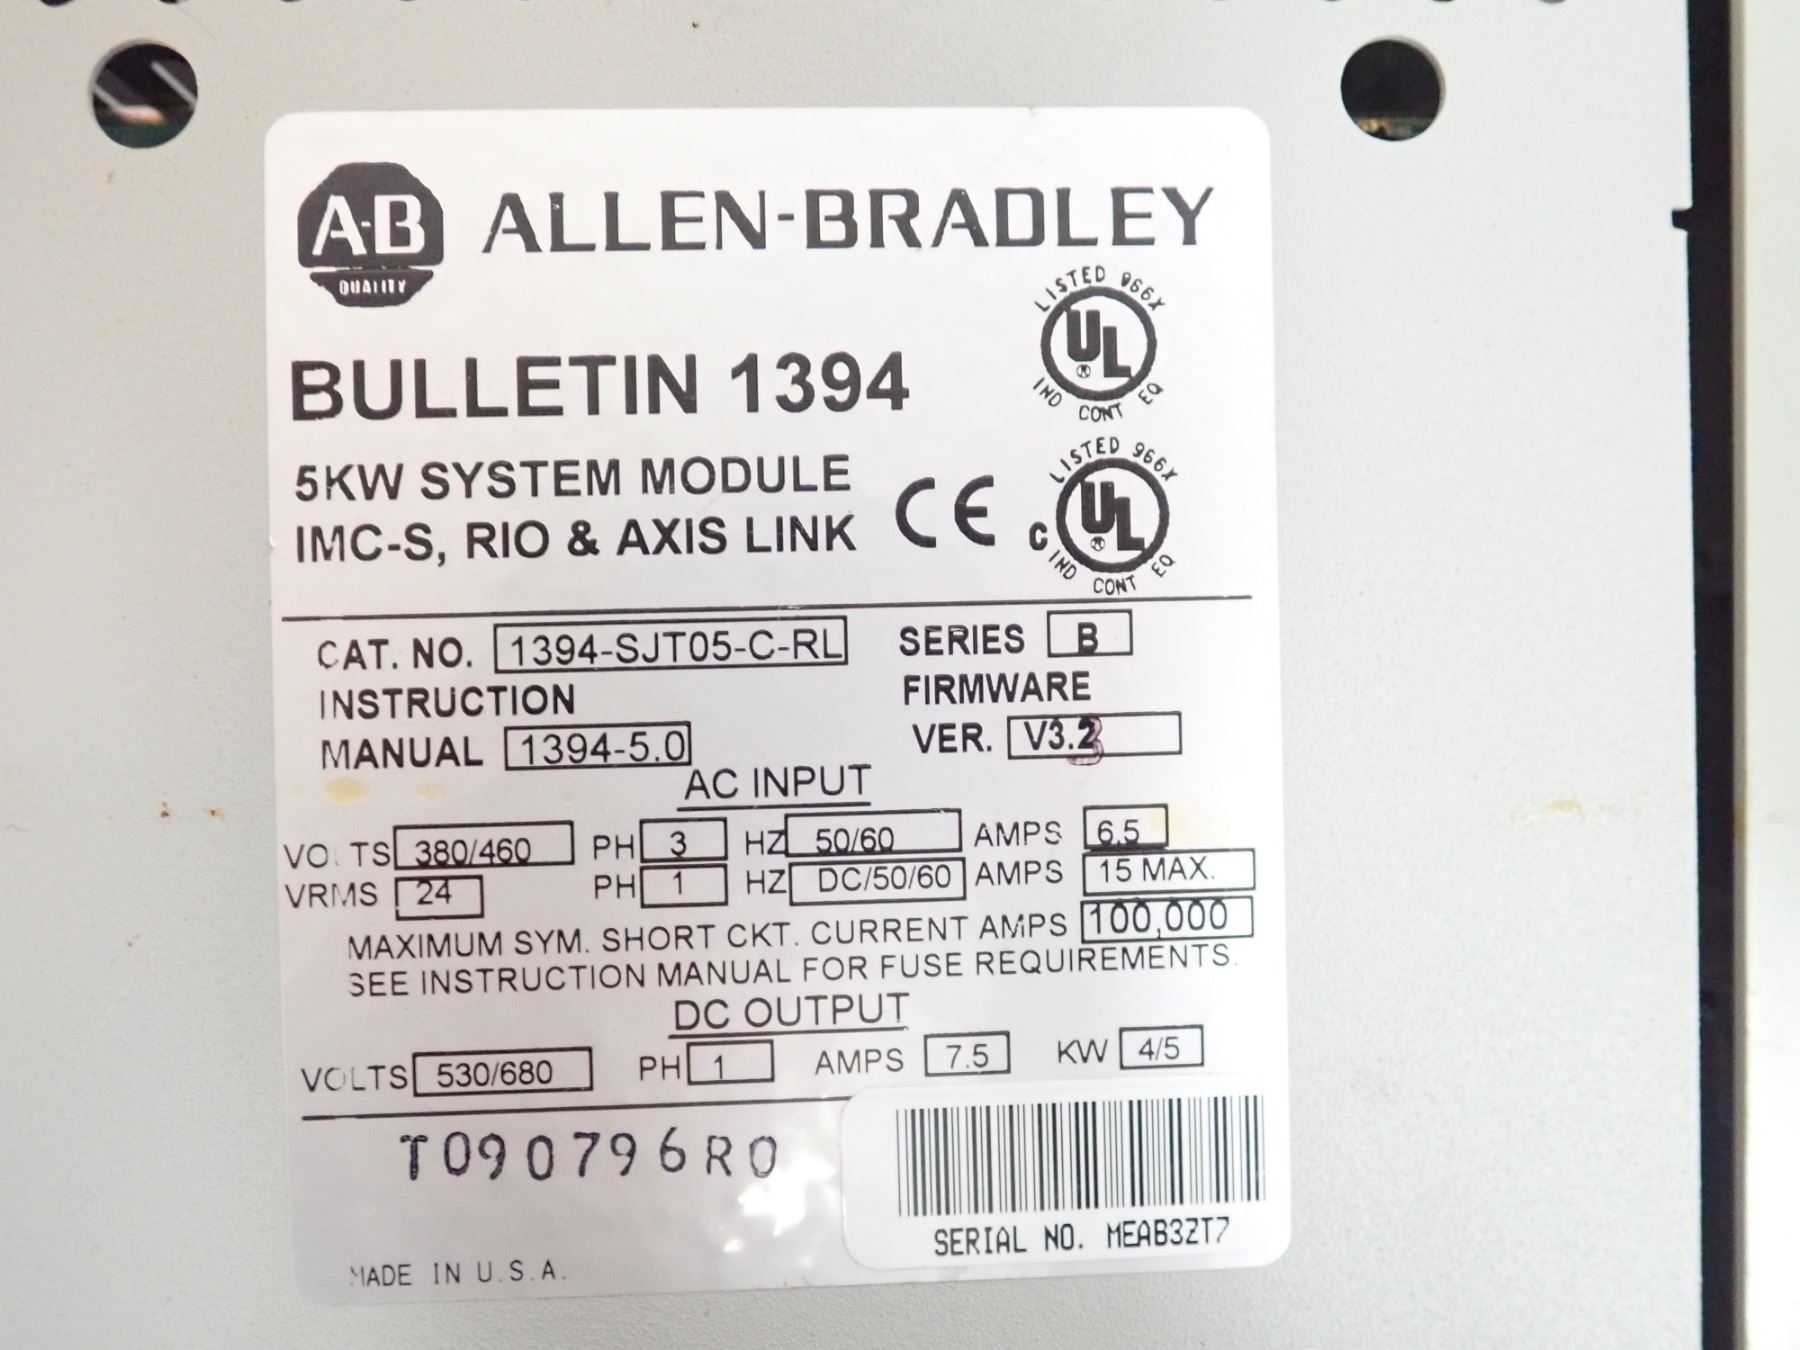 A-B
QUALITY
ALLEN-BRADLEY
LISTED 966X
UL
®
IND CONT EQ
BULLETIN 1394
5KW SYSTEM MODULE
IMC-S, RIO & AXIS LINK
CE
LISTED 966X
C UL
®
IND CONT EQ
CAT. NO. 1394-SJT05-C-RL SERIES B
INSTRUCTION FIRMWARE
MANUAL 1394-5.0 VER. V3.
AC INPUT
VOLTS 380/460 PH 3 HZ 50/60 AMPS 6.5
VRMS 24 PH 1 HZ DC/50/60 AMPS 15 MAX.
MAXIMUM SYM. SHORT CKT. CURRENT AMPS 100,000
SEE INSTRUCTION MANUAL FOR FUSE REQUIREMENTS.
DC OUTPUT
VOLTS 530/680 PH 1 AMPS 7.5 KW 4/5
T090796R0
SERIAL NO. MEAB3ZT7
MADE IN U.S.A.